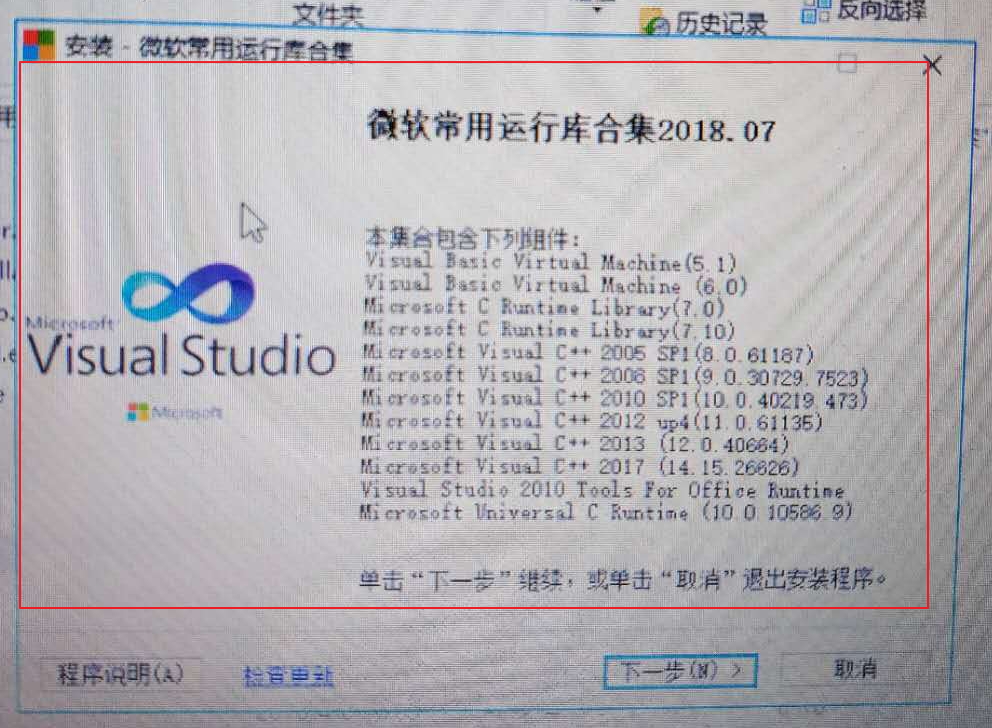 文件夹
历史记录
反向选择
安装 - 微软常用运行库合集
微软常用运行库合集2018.07
本集合包含下列组件:
Visual Basic Virtual Machine(5.1)
Visual Basic Virtual Machine (6.0)
Microsoft C Runtime Library(7.0)
Microsoft C Runtime Library(7.10)
Microsoft Visual C++ 2005 SP1(8.0.61187)
Microsoft Visual C++ 2008 SP1(9.0.30729.7523)
Microsoft Visual C++ 2010 SP1(10.0.40219.473)
Microsoft Visual C++ 2012 up4(11.0.61135)
Microsoft Visual C++ 2013 (12.0.40664)
Microsoft Visual C++ 2017 (14.15.26626)
Visual Studio 2010 Tools For Office Runtime
Microsoft Universal C Runtime (10.0.10586.9)
Microsoft
Visual Studio
Microsoft
单击“下一步”继续，或单击“取消”退出安装程序。
程序说明(A)
检查更新
下一步(N) >
取消